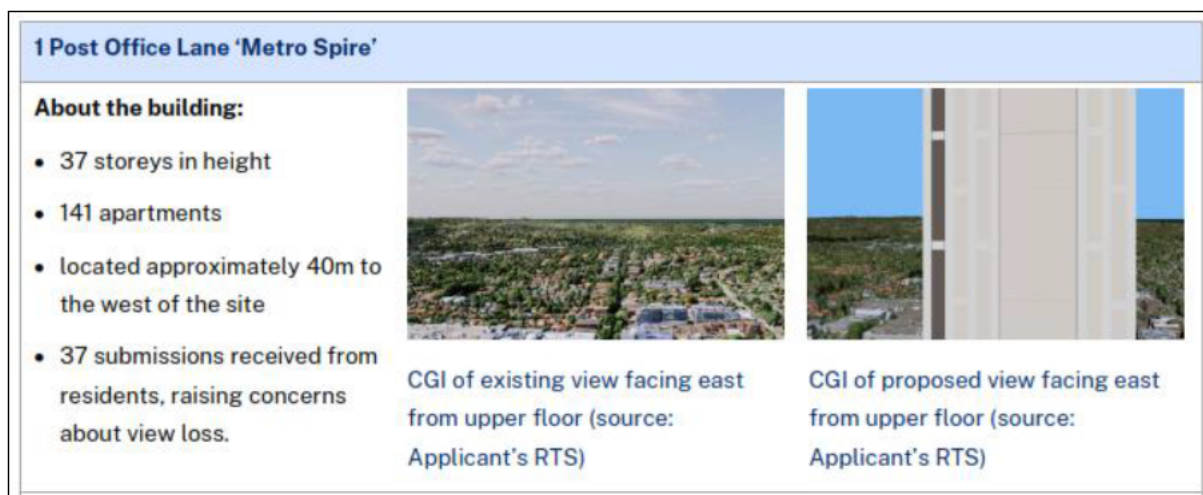 1 Post Office Lane ‘Metro Spire’
About the building:
• 37 storeys in height
• 141 apartments
• located approximately 40m to
the west of the site
• 37 submissions received from
residents, raising concerns
about view loss.
CGI of existing view facing east
from upper floor (source:
Applicant’s RTS)
CGI of proposed view facing east
from upper floor (source:
Applicant’s RTS)